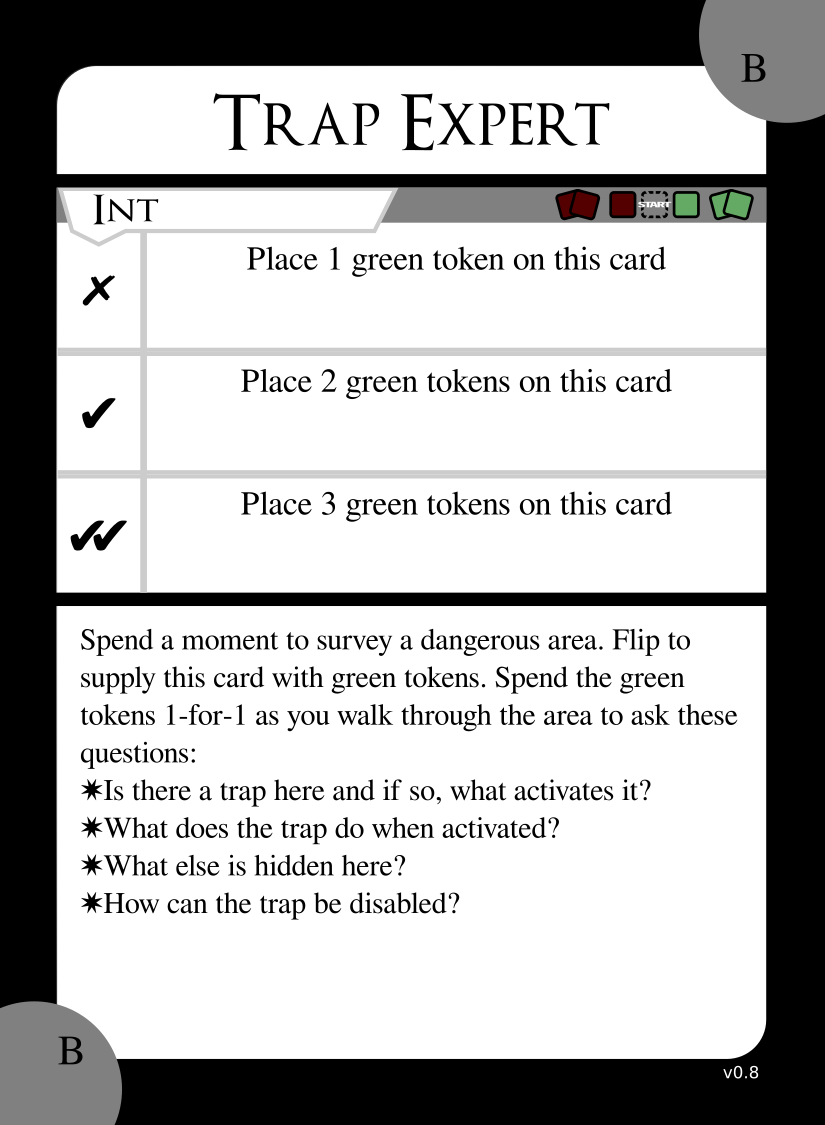 B
Trap Expert
Int
START
✗
Place 1 green token on this card
✔
Place 2 green tokens on this card
✔✔
Place 3 green tokens on this card
Spend a moment to survey a dangerous area. Flip to
supply this card with green tokens. Spend the green
tokens 1-for-1 as you walk through the area to ask these
questions:
✷Is there a trap here and if so, what activates it?
✷What does the trap do when activated?
✷What else is hidden here?
✷How can the trap be disabled?
B
v0.8